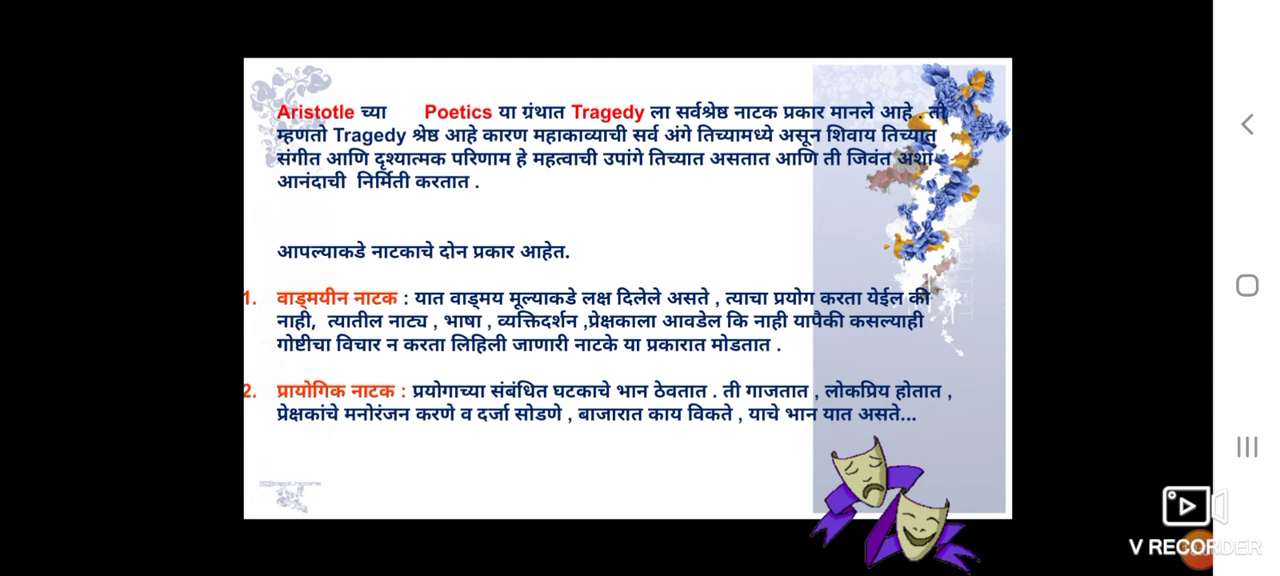 Aristotle च्या Poetics या ग्रंथात Tragedy ला सर्वश्रेष्ठ नाटक प्रकार मानले आहे . तो
म्हणतो Tragedy श्रेष्ठ आहे कारण महाकाव्याची सर्व अंगे तिच्यामध्ये असून शिवाय तिच्यात
संगीत आणि दृश्यात्मक परिणाम हे महत्वाची उपांगे तिच्यात असतात आणि ती जिवंत अशा
आनंदाची निर्मिती करतात .
आपल्याकडे नाटकाचे दोन प्रकार आहेत.
1. वाड्मयीन नाटक : यात वाड्मय मूल्याकडे लक्ष दिलेले असते , त्याचा प्रयोग करता येईल की
नाही, त्यातील नाट्य , भाषा , व्यक्तिदर्शन ,प्रेक्षकाला आवडेल कि नाही यापैकी कसल्याही
गोष्टीचा विचार न करता लिहिली जाणारी नाटके या प्रकारात मोडतात .
2. प्रायोगिक नाटक : प्रयोगाच्या संबंधित घटकाचे भान ठेवतात . ती गाजतात , लोकप्रिय होतात ,
प्रेक्षकांचे मनोरंजन करणे व दर्जा सोडणे , बाजारात काय विकते , याचे भान यात असते...
V RECORDER